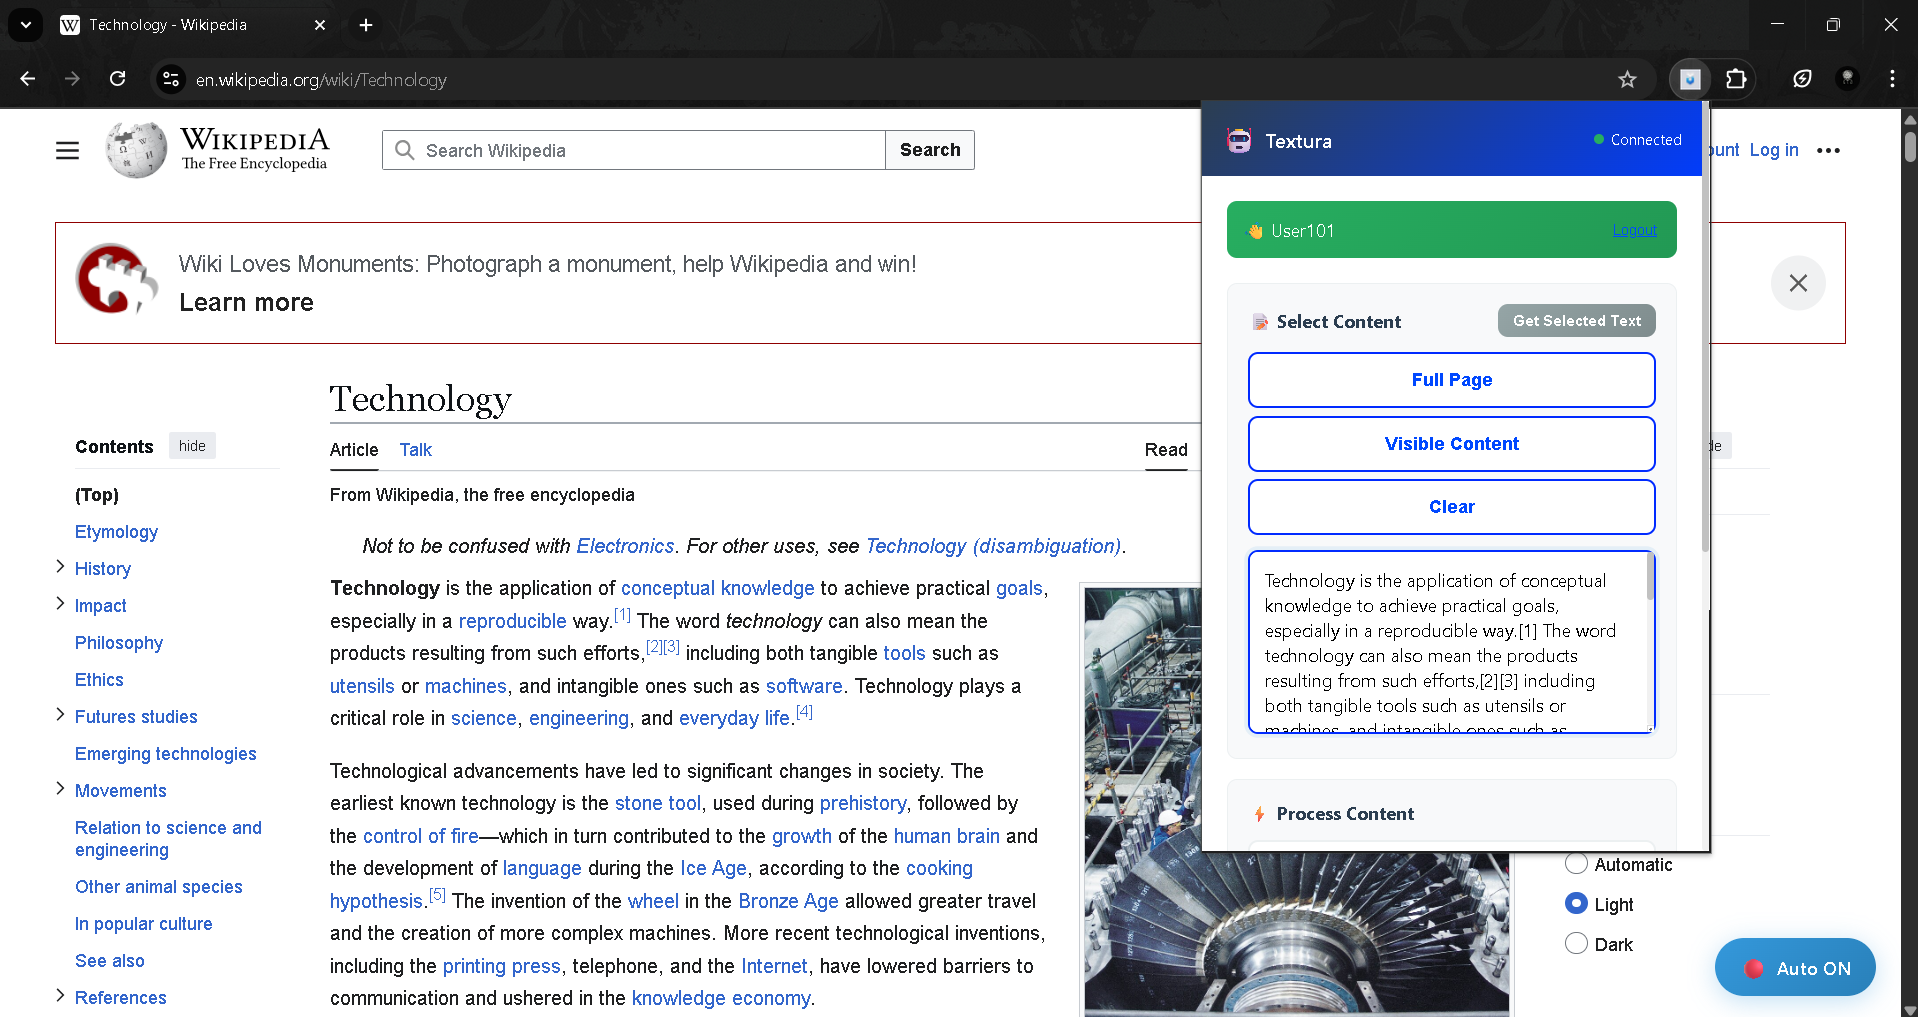 Technology - Wikipedia
en.wikipedia.org/wiki/Technology
WIKIPEDIA
The Free Encyclopedia
Search Wikipedia
Search
Log in
Wiki Loves Monuments: Photograph a monument, help Wikipedia and win!
Learn more
Technology
Contents
hide
Article
Talk
Read
(Top)
Etymology
History
Impact
Philosophy
Ethics
Futures studies
Emerging technologies
Movements
Relation to science and
engineering
Other animal species
In popular culture
See also
References
From Wikipedia, the free encyclopedia
Not to be confused with Electronics. For other uses, see Technology (disambiguation).
Technology is the application of conceptual knowledge to achieve practical goals,
especially in a reproducible way.[1] The word technology can also mean the
products resulting from such efforts,[2][3] including both tangible tools such as
utensils or machines, and intangible ones such as software. Technology plays a
critical role in science, engineering, and everyday life.[4]
Technological advancements have led to significant changes in society. The
earliest known technology is the stone tool, used during prehistory, followed by
the control of fire—which in turn contributed to the growth of the human brain and
the development of language during the Ice Age, according to the cooking
hypothesis.[5] The invention of the wheel in the Bronze Age allowed greater travel
and the creation of more complex machines. More recent technological inventions,
including the printing press, telephone, and the Internet, have lowered barriers to
communication and ushered in the knowledge economy.
Textura
Connected
User101
Logout
Select Content
Get Selected Text
Full Page
Visible Content
Clear
Technology is the application of conceptual
knowledge to achieve practical goals,
especially in a reproducible way.[1] The word
technology can also mean the products
resulting from such efforts,[2][3] including
both tangible tools such as utensils or
machines, and intangible ones such as
Process Content
Automatic
Light
Dark
Auto ON